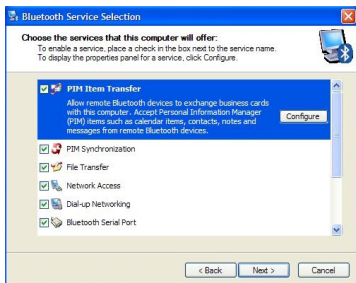 Bluetooth Service Selection
Choose the services that this computer will offer:
To enable a service, place a check in the box next to the service name.
To display the properties panel for a service, click Configure.
PIM Item Transfer
Allow remote Bluetooth devices to exchange business cards
with this computer. Accept Personal Information Manager
(PIM) items such as calendar items, contacts, notes and
messages from remote Bluetooth devices.
Configure
PIM Synchronization
File Transfer
Network Access
Dial-up Networking
Bluetooth Serial Port
< Back
Next >
Cancel